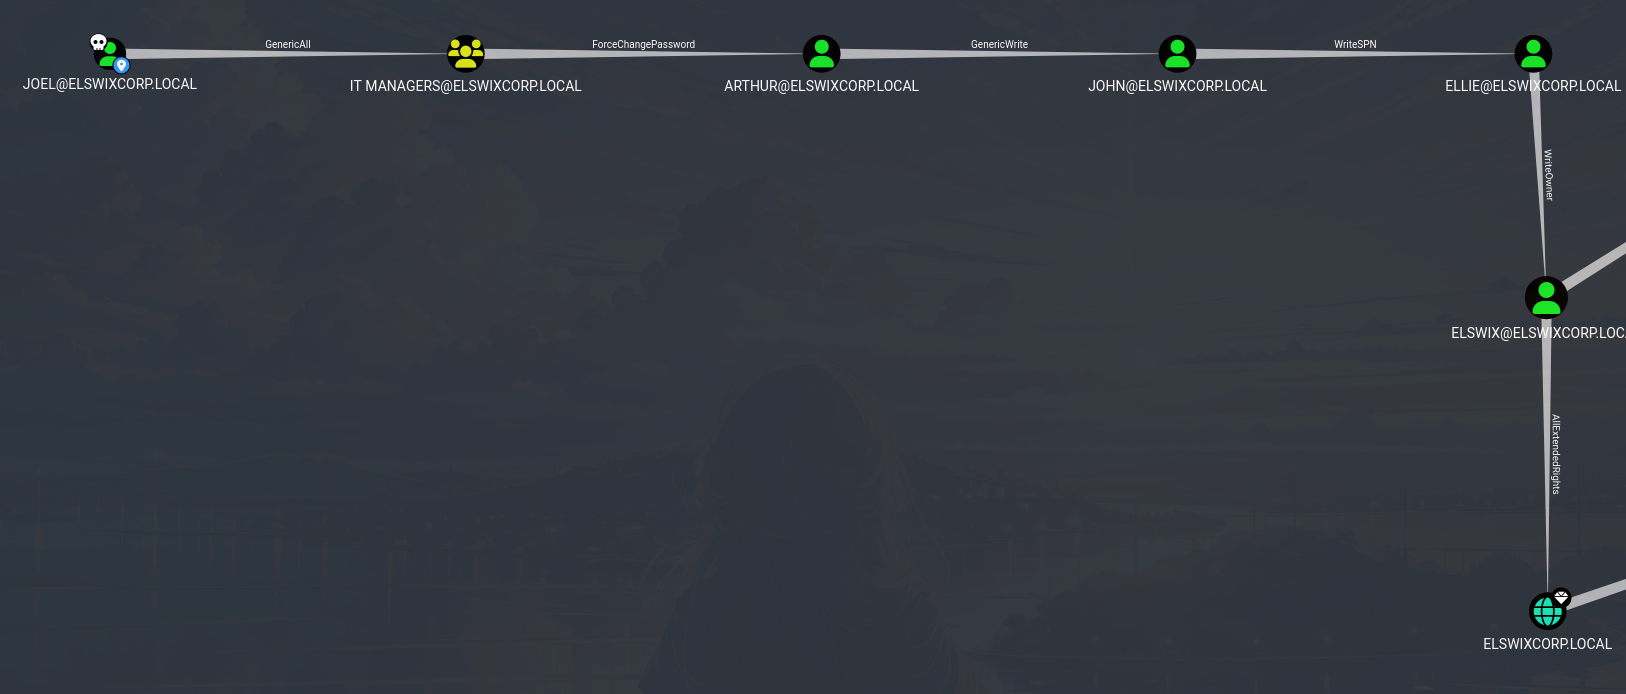 GenericAll
ForceChangePassword
GenericWrite
WriteSPN
JOEL@ELSWIXCORP.LOCAL
IT MANAGERS@ELSWIXCORP.LOCAL
ARTHUR@ELSWIXCORP.LOCAL
JOHN@ELSWIXCORP.LOCAL
ELLIE@ELSWIXCORP.LOCAL
WriteOwner
ELSWIX@ELSWIXCORP.LOC
AllExtendedRights
ELSWIXCORP.LOCAL